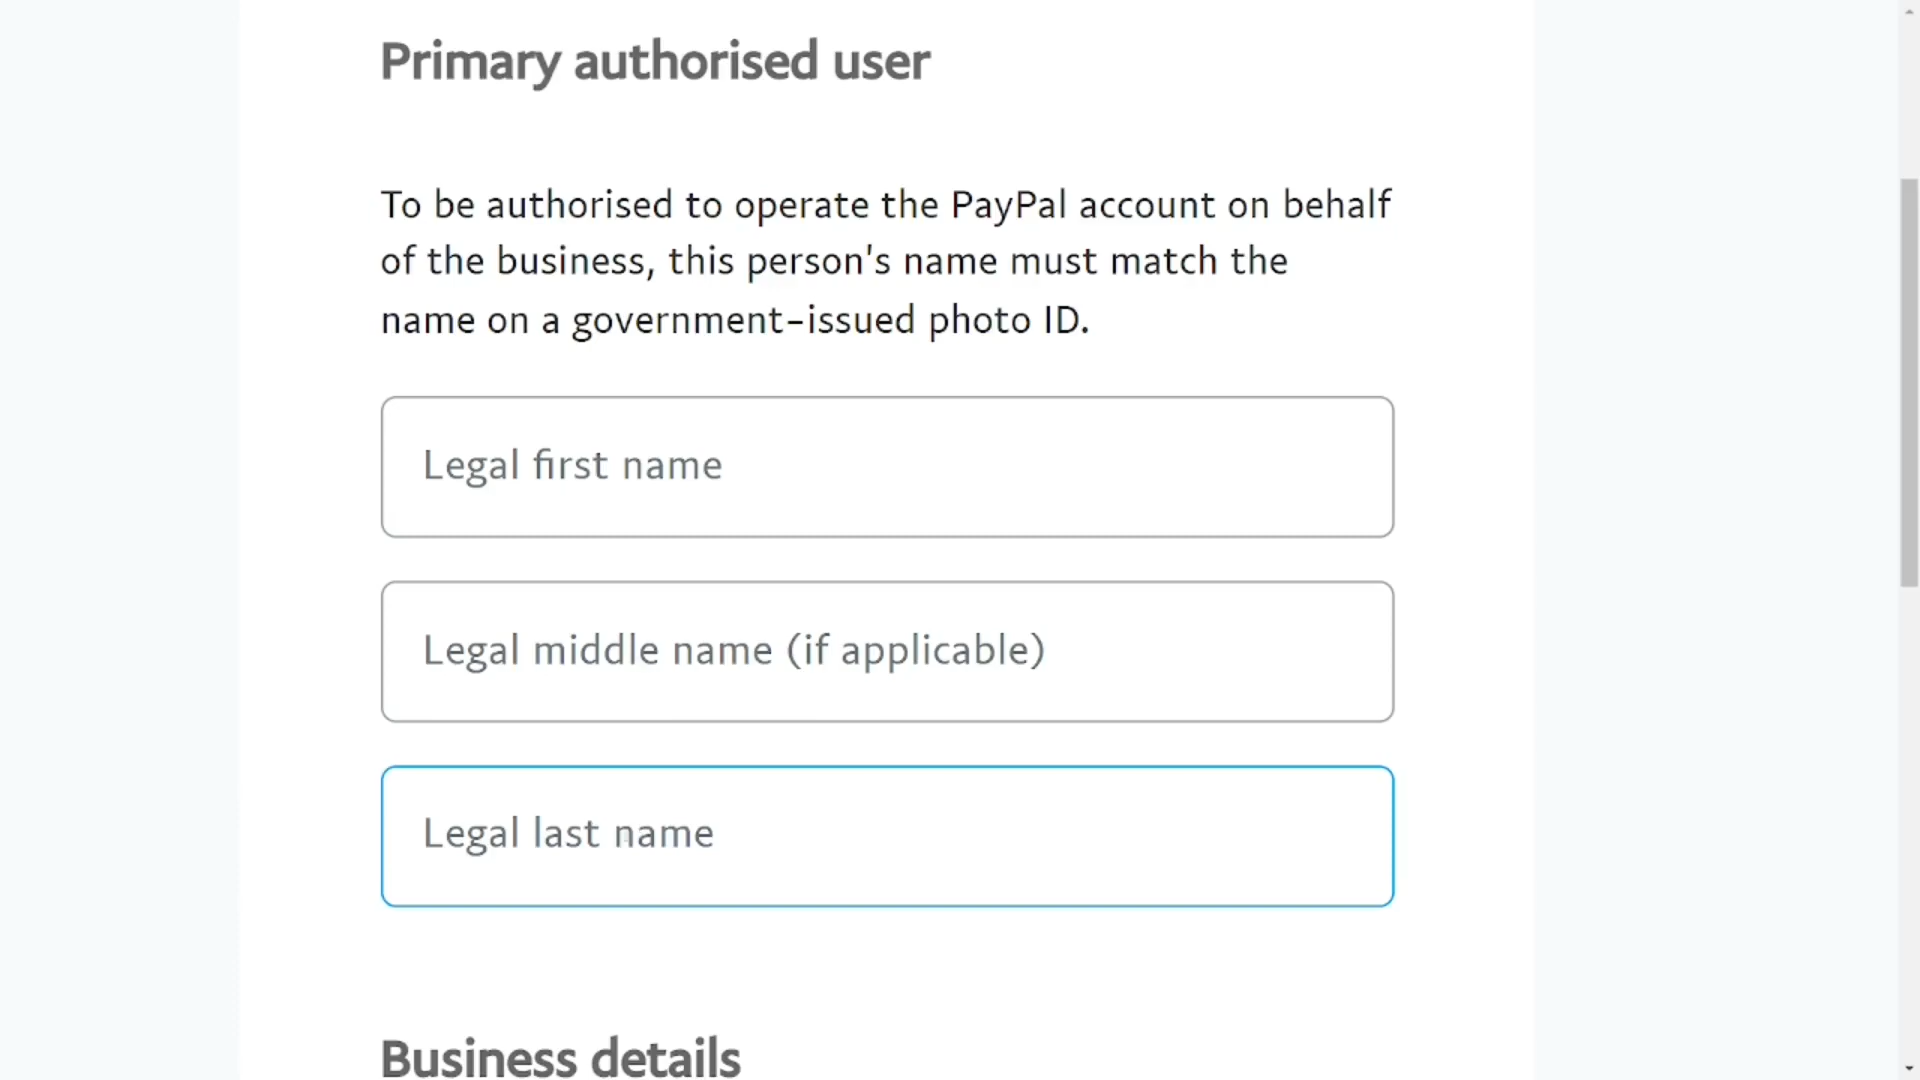 Primary authorised user
To be authorised to operate the PayPal account on behalf
of the business, this person's name must match the
name on a government-issued photo ID.
Legal first name
Legal middle name (if applicable)
Legal last name
Business details